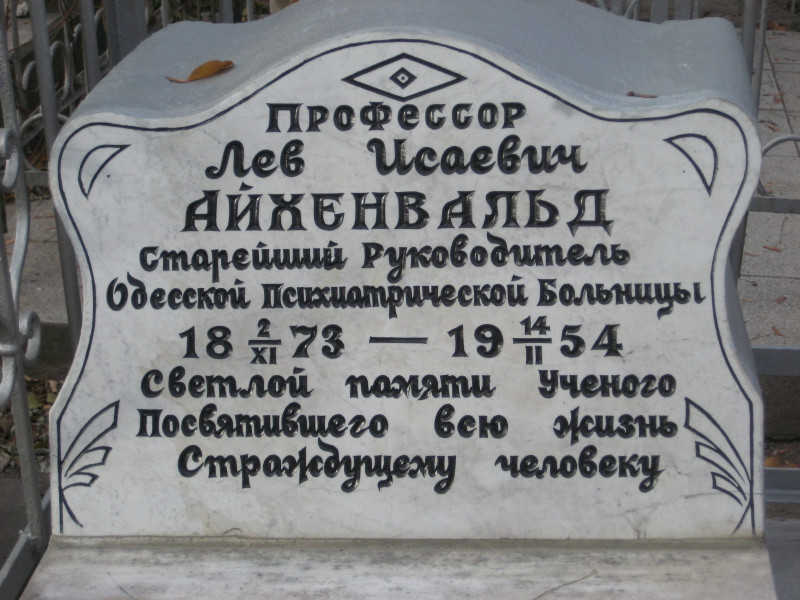 Профессор
Лев Исаевич
АЙХЕНВАЛЬД
Старейший Руководитель
Одесской Психиатрической Больницы
18 2/XI 73 — 19 14/II 54
Светлой памяти Ученого
Посвятившего всю жизнь
Страждущему человеку